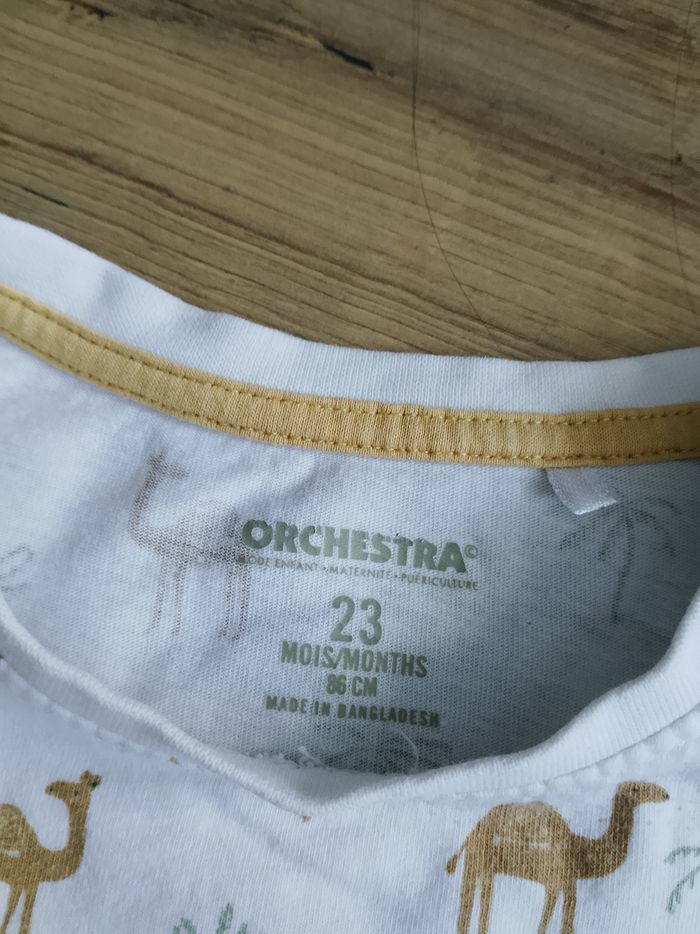 ORCHESTRA©
MODE ENFANT • MATERNITÉ • PUÉRICULTURE
23
MOIS/MONTHS
86 CM
MADE IN BANGLADESH